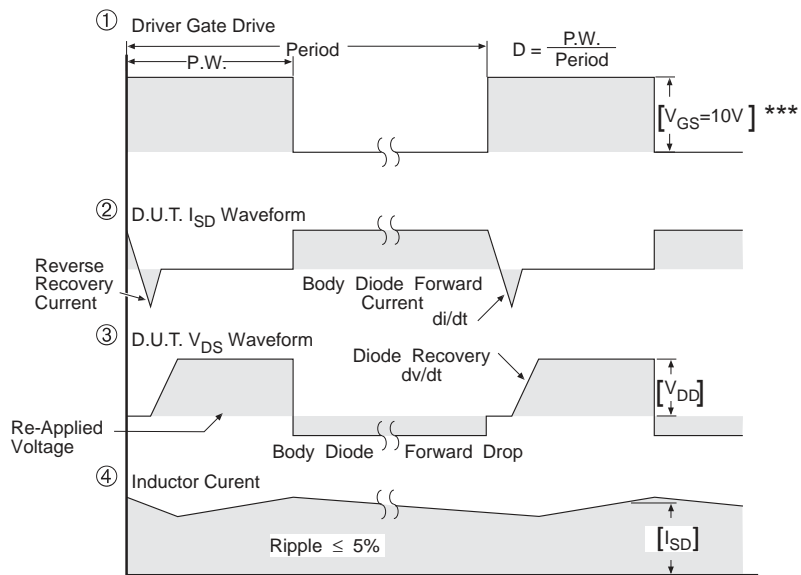 ① Driver Gate Drive
Period
P.W.
D = P.W. / Period
[VGS=10V] ***
② D.U.T. ISD Waveform
Reverse
Recovery
Current
Body Diode Forward
Current
di/dt
③ D.U.T. VDS Waveform
Diode Recovery
dv/dt
[VDD]
Re-Applied
Voltage
Body Diode Forward Drop
④ Inductor Curent
Ripple ≤ 5%
[ISD]